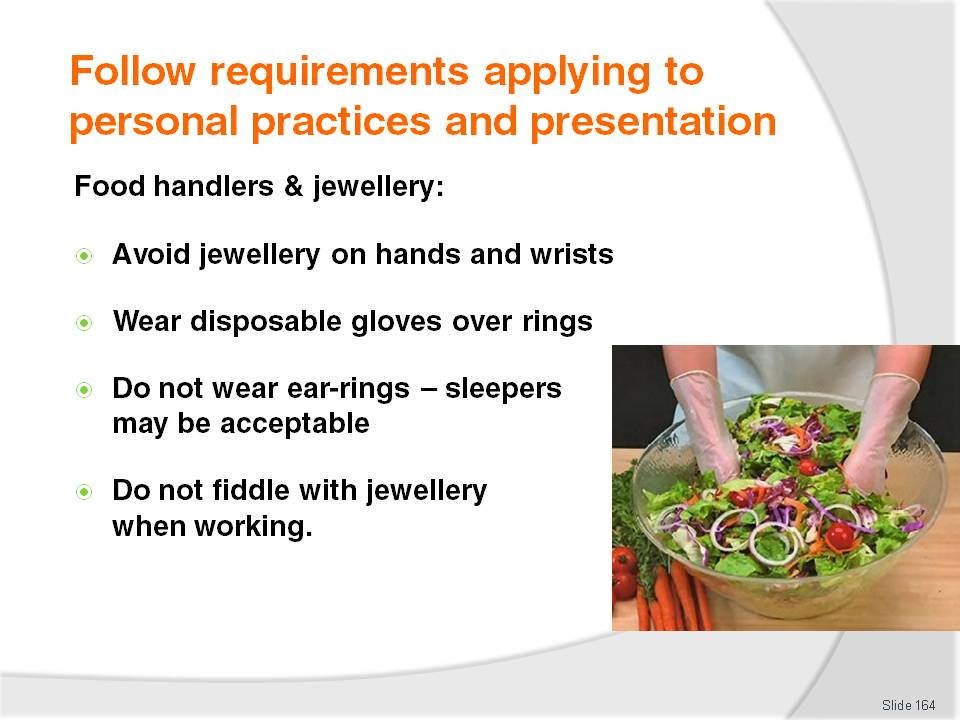 Follow requirements applying to
personal practices and presentation
Food handlers & jewellery:
Avoid jewellery on hands and wrists
Wear disposable gloves over rings
Do not wear ear-rings – sleepers
may be acceptable
Do not fiddle with jewellery
when working.
Slide 164